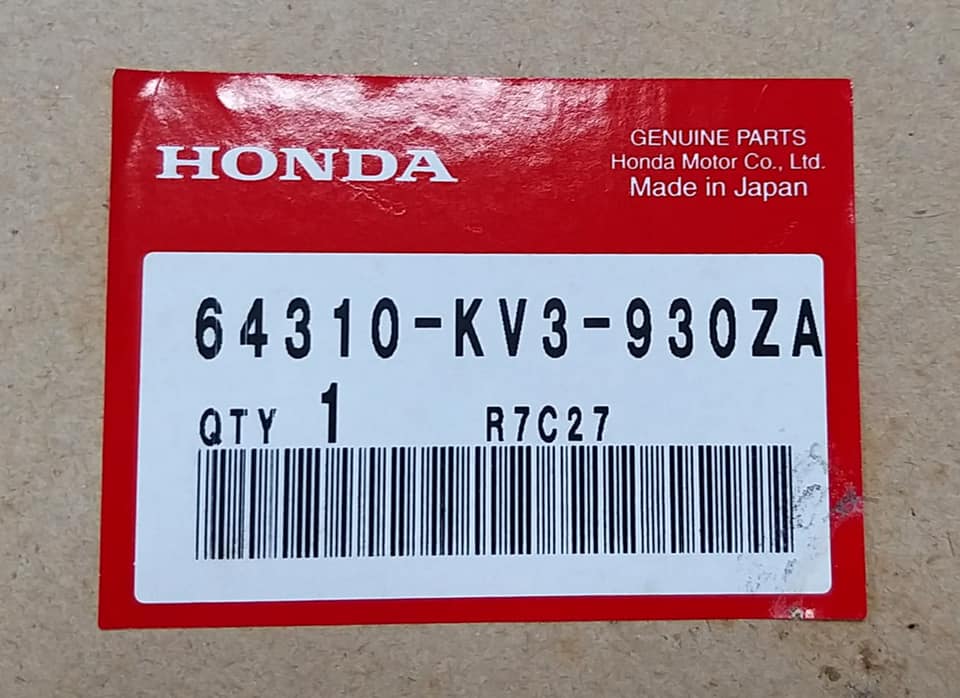 HONDA
GENUINE PARTS
Honda Motor Co., Ltd.
Made in Japan
64310-KV3-930ZA
QTY 1 R7C27